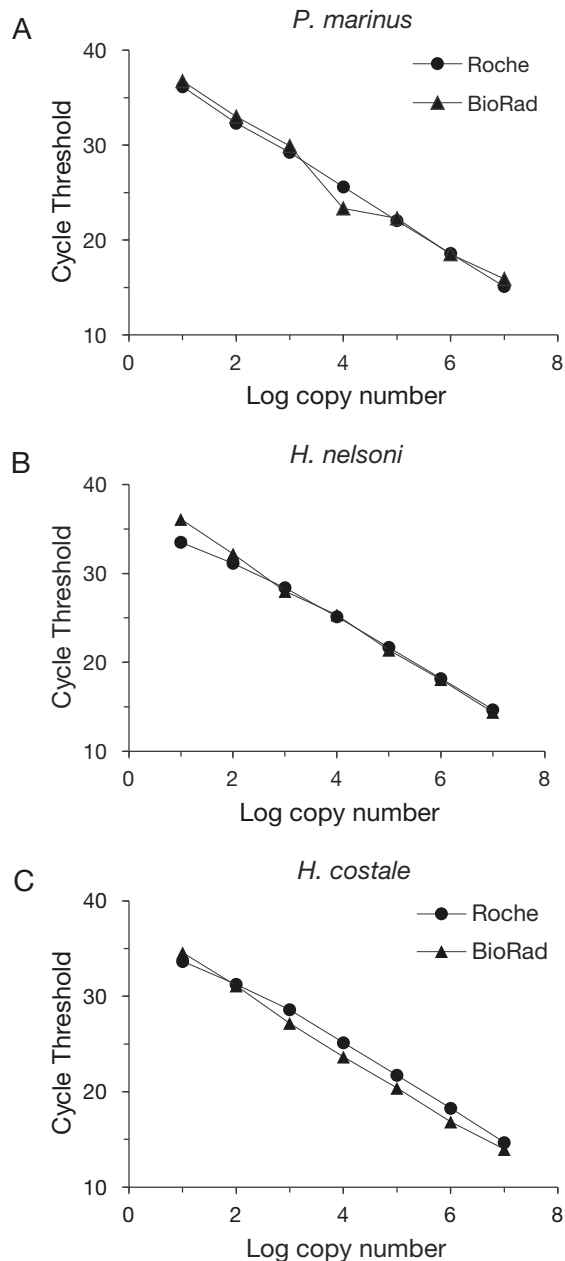 A
P. marinus
40
30
20
10
Cycle Threshold
Roche
BioRad
0
2
4
6
8
Log copy number
B
H. nelsoni
40
30
20
10
Cycle Threshold
0
2
4
6
8
Log copy number
C
H. costale
40
30
20
10
Cycle Threshold
Roche
BioRad
0
2
4
6
8
Log copy number